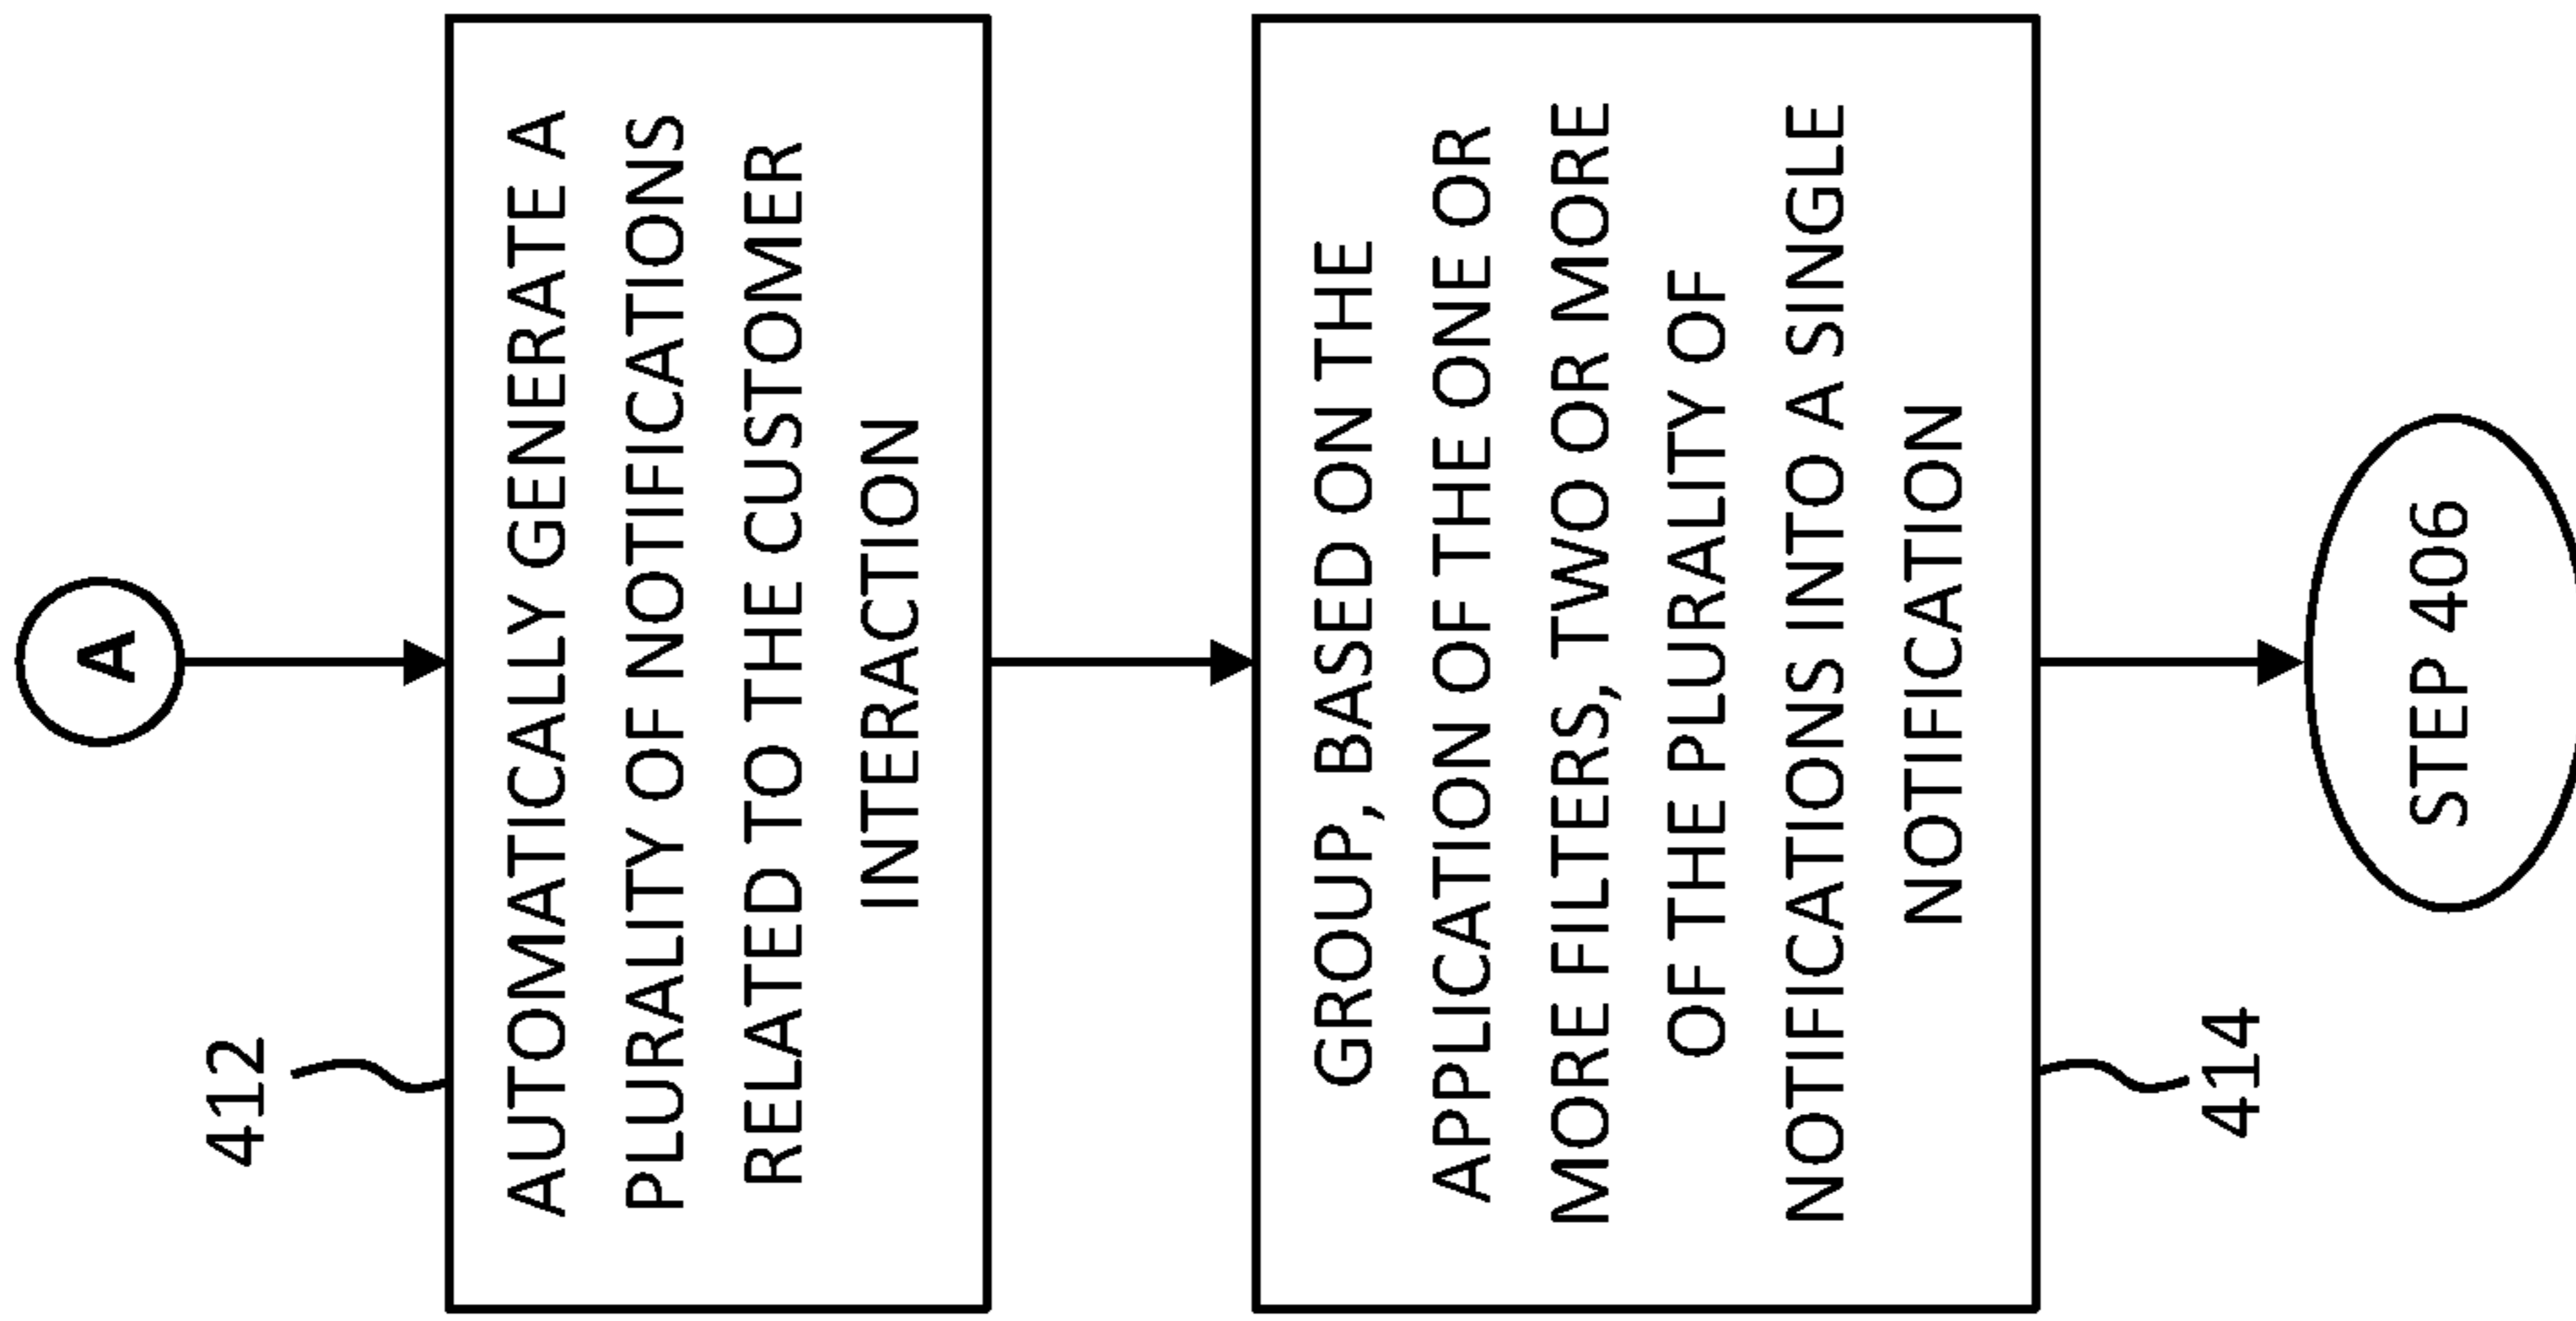 A
412
AUTOMATICALLY GENERATE A
PLURALITY OF NOTIFICATIONS
RELATED TO THE CUSTOMER
INTERACTION
GROUP, BASED ON THE
APPLICATION OF THE ONE OR
MORE FILTERS, TWO OR MORE
OF THE PLURALITY OF
NOTIFICATIONS INTO A SINGLE
NOTIFICATION
414
STEP 406